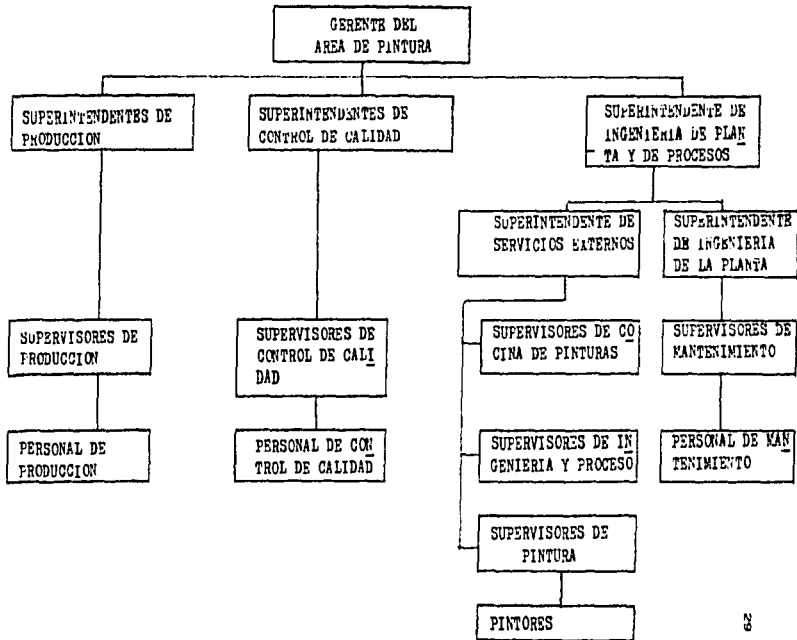 GERENTE DEL
AREA DE PINTURA
SUPERINTENDENTES DE
PRODUCCION
SUPERINTENDENTES DE
CONTROL DE CALIDAD
SUPERINTENDENTE DE
INGENIERIA DE PLAN
TA Y DE PROCESOS
SUPERINTENDENTE DE
SERVICIOS EXTERNOS
SUPERINTENDENTE
DE INGENIERIA
DE LA PLANTA
SUPERVISORES DE
PRODUCCION
SUPERVISORES DE
CONTROL DE CALI
DAD
SUPERVISORES DE CO
CINA DE PINTURAS
SUPERVISORES DE
MANTENIMIENTO
PERSONAL DE
PRODUCCION
PERSONAL DE CON
TROL DE CALIDAD
SUPERVISORES DE IN
GENIERIA Y PROCESO
PERSONAL DE MAN
TENIMIENTO
SUPERVISORES DE
PINTURA
PINTORES
29